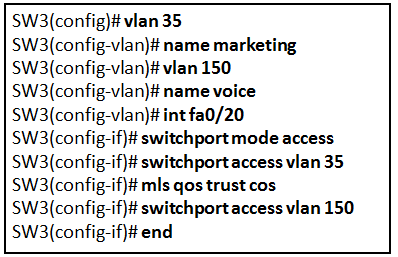 SW3(config)# vlan 35
SW3(config-vlan)# name marketing
SW3(config-vlan)# vlan 150
SW3(config-vlan)# name voice
SW3(config-vlan)# int fa0/20
SW3(config-if)# switchport mode access
SW3(config-if)# switchport access vlan 35
SW3(config-if)# mls qos trust cos
SW3(config-if)# switchport access vlan 150
SW3(config-if)# end